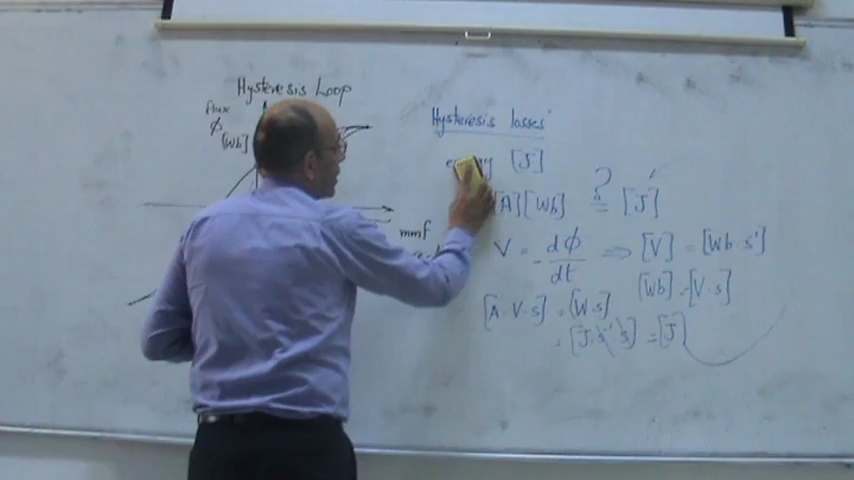 Hysteresis Loop
flux
φ
[Wb]
mmf
Hysteresis losses
[J]
[A][Wb] ≟ [J]
V = - dφ/dt ⇒ [V] = [Wb·s⁻¹]
[Wb] = [V·s]
[A·V·s] = [W·s]
= [J·s⁻¹ s] = [J]